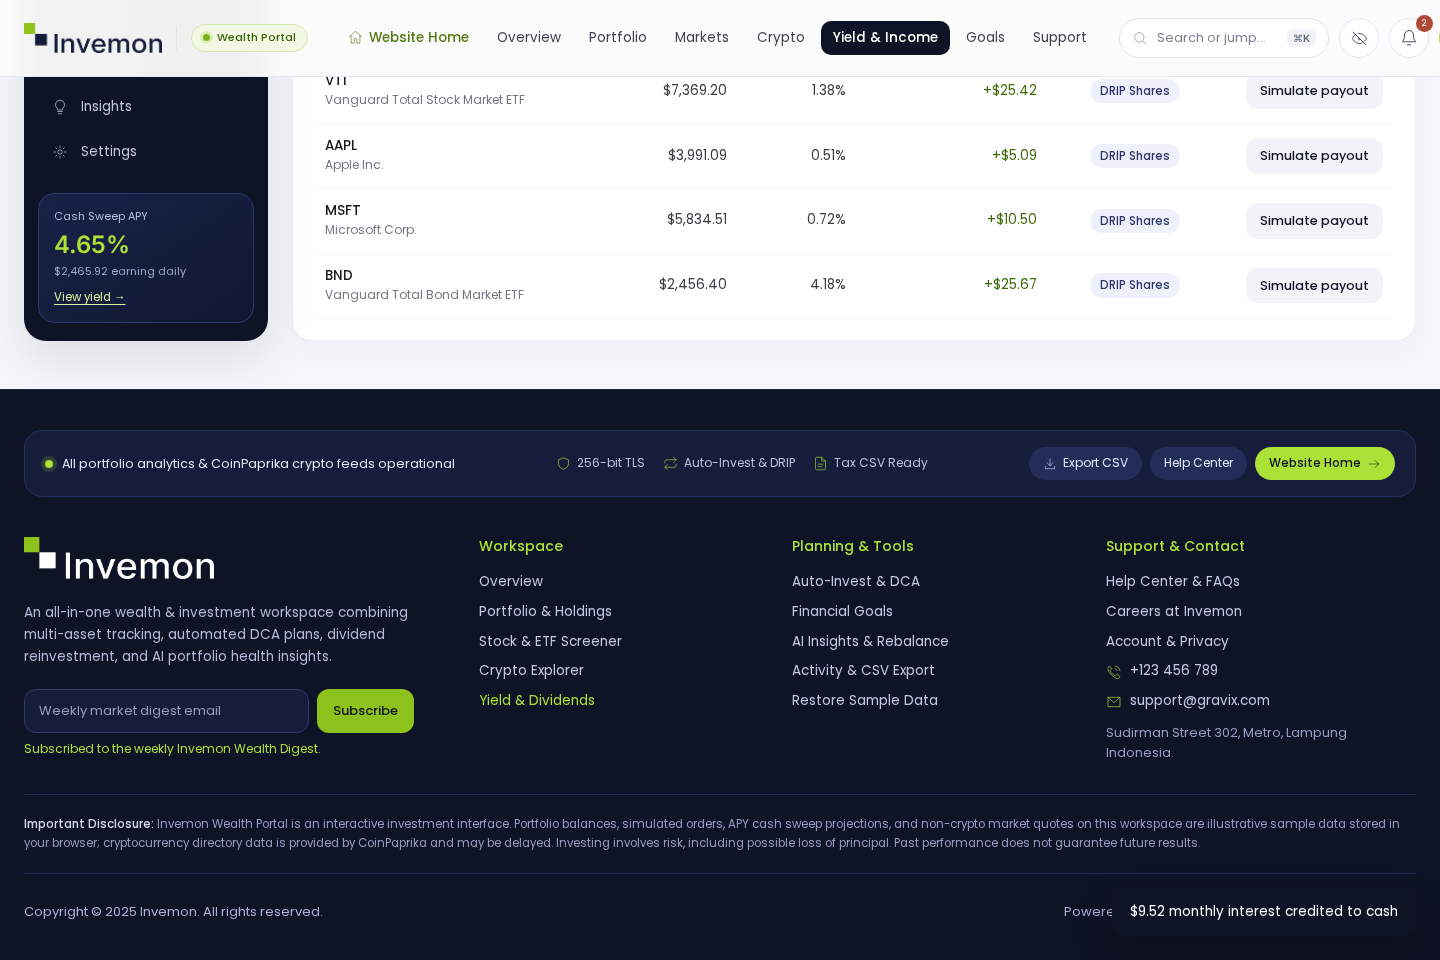 Invemon
Wealth Portal
Website Home
Overview
Portfolio
Markets
Crypto
Yield & Income
Goals
Support
Search or jump...
⌘K
2
Insights
Settings
Cash Sweep APY
4.65%
$2,465.92 earning daily
View yield →
VTI
Vanguard Total Stock Market ETF
$7,369.20
1.38%
+$25.42
DRIP Shares
Simulate payout
AAPL
Apple Inc.
$3,991.09
0.51%
+$5.09
DRIP Shares
Simulate payout
MSFT
Microsoft Corp.
$5,834.51
0.72%
+$10.50
DRIP Shares
Simulate payout
BND
Vanguard Total Bond Market ETF
$2,456.40
4.18%
+$25.67
DRIP Shares
Simulate payout
All portfolio analytics & CoinPaprika crypto feeds operational
256-bit TLS
Auto-Invest & DRIP
Tax CSV Ready
Export CSV
Help Center
Website Home
Invemon
An all-in-one wealth & investment workspace combining
multi-asset tracking, automated DCA plans, dividend
reinvestment, and AI portfolio health insights.
Weekly market digest email
Subscribe
Subscribed to the weekly Invemon Wealth Digest.
Workspace
Overview
Portfolio & Holdings
Stock & ETF Screener
Crypto Explorer
Yield & Dividends
Planning & Tools
Auto-Invest & DCA
Financial Goals
AI Insights & Rebalance
Activity & CSV Export
Restore Sample Data
Support & Contact
Help Center & FAQs
Careers at Invemon
Account & Privacy
+123 456 789
support@gravix.com
Sudirman Street 302, Metro, Lampung
Indonesia.
Important Disclosure: Invemon Wealth Portal is an interactive investment interface. Portfolio balances, simulated orders, APY cash sweep projections, and non-crypto market quotes on this workspace are illustrative sample data stored in
your browser; cryptocurrency directory data is provided by CoinPaprika and may be delayed. Investing involves risk, including possible loss of principal. Past performance does not guarantee future results.
Copyright © 2025 Invemon. All rights reserved.
Powere
$9.52 monthly interest credited to cash